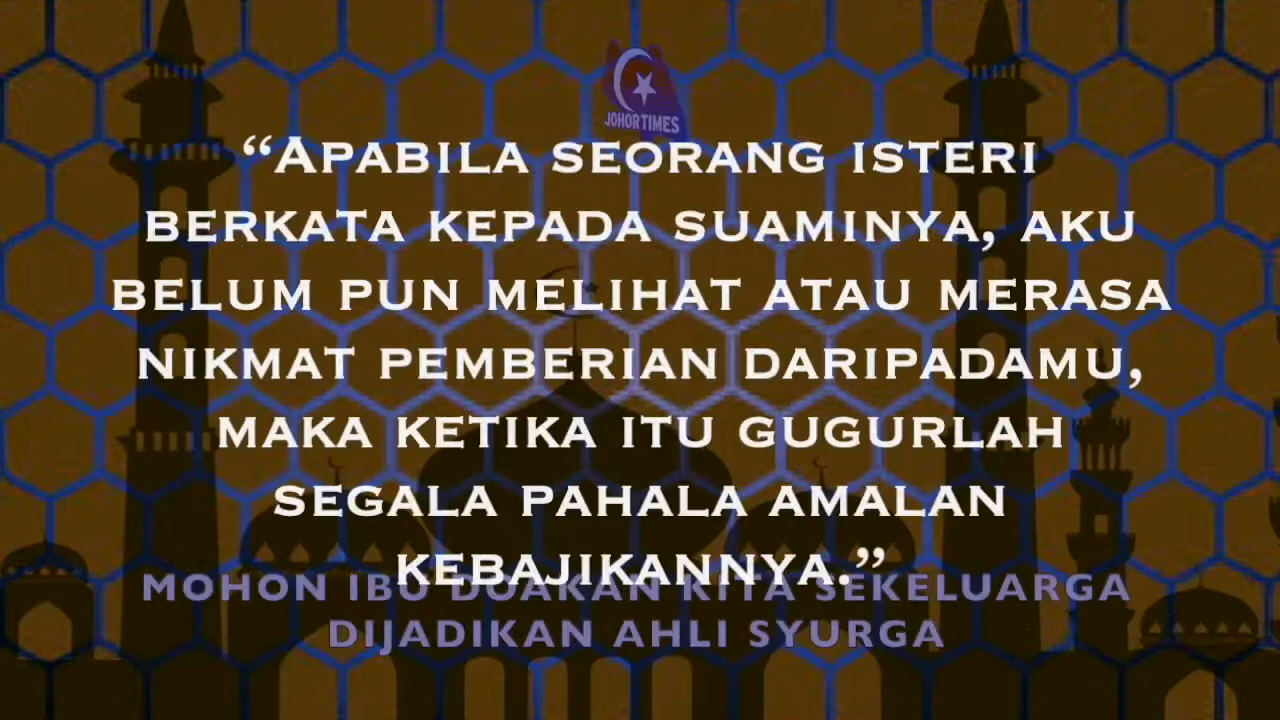 JOHORTIMES
“APABILA SEORANG ISTERI
BERKATA KEPADA SUAMINYA, AKU
BELUM PUN MELIHAT ATAU MERASA
NIKMAT PEMBERIAN DARIPADAMU,
MAKA KETIKA ITU GUGURLAH
SEGALA PAHALA AMALAN
KEBAJIKANNYA.”
MOHON IBU DOAKAN KITA SEKELUARGA
DIJADIKAN AHLI SYURGA